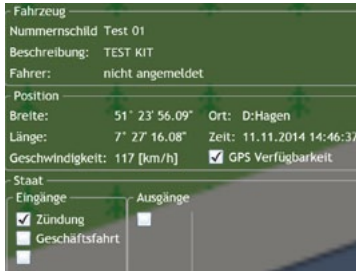 Fahrzeug
Nummernschild Test 01
Beschreibung: TEST KIT
Fahrer: nicht angemeldet
Position
Breite: 51° 23' 56.09" Ort: D:Hagen
Länge: 7° 27' 16.08" Zeit: 11.11.2014 14:46:37
Geschwindigkeit: 117 [km/h] GPS Verfügbarkeit
Staat
Eingänge Ausgänge
Zündung
Geschäftsfahrt